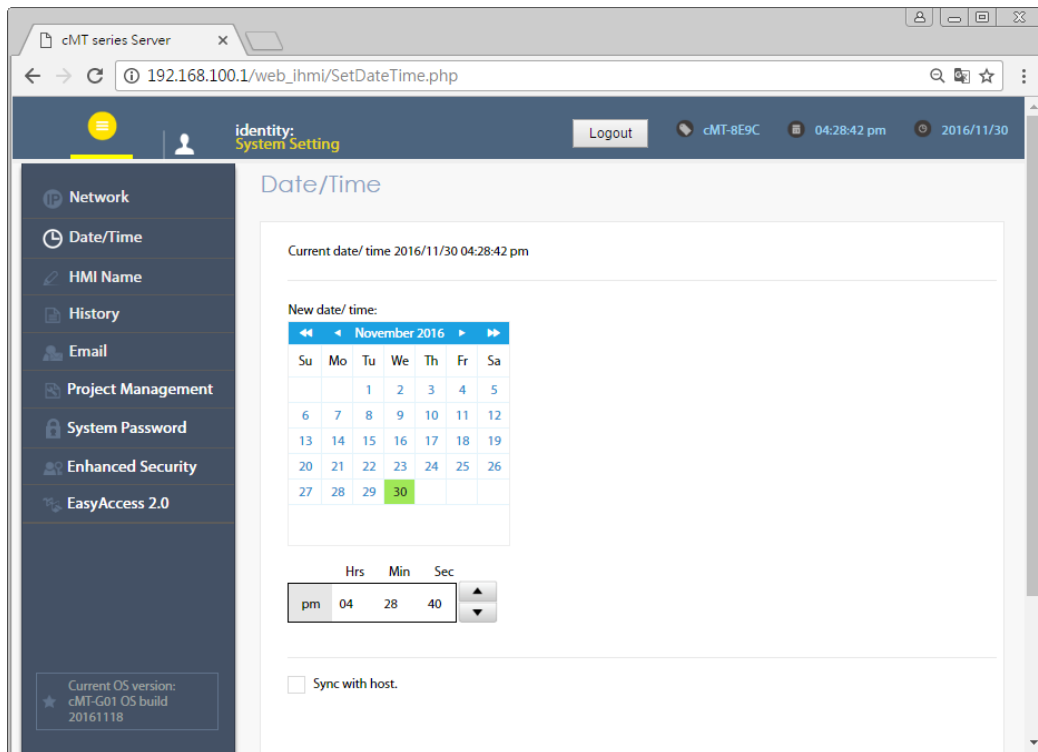 cMT series Server
192.168.100.1/web_ihmi/SetDateTime.php
identity:
System Setting
Logout
cMT-8E9C
04:28:42 pm
2016/11/30
IP Network
Date/Time
HMI Name
History
Email
Project Management
System Password
Enhanced Security
EasyAccess 2.0
Current OS version:
cMT-G01 OS build
20161118
Date/Time
Current date/ time 2016/11/30 04:28:42 pm
New date/ time:
November 2016
Su Mo Tu We Th Fr Sa
1 2 3 4 5
6 7 8 9 10 11 12
13 14 15 16 17 18 19
20 21 22 23 24 25 26
27 28 29 30
Hrs Min Sec
pm 04 28 40
Sync with host.